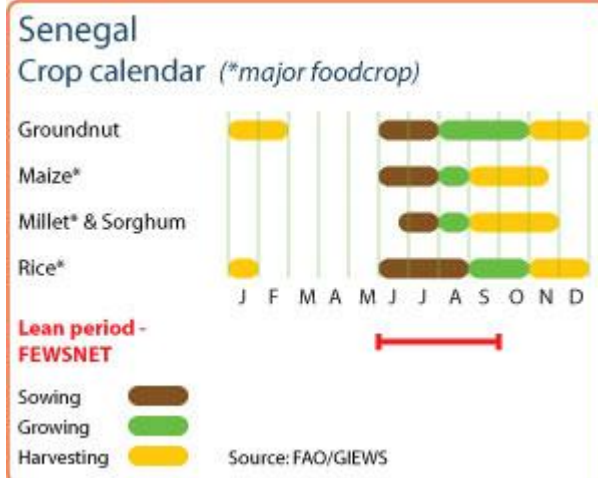 Senegal
Crop calendar (*major foodcrop)
Groundnut
Maize*
Millet* & Sorghum
Rice*
J F M A M J J A S O N D
Lean period -
FEWSNET
Sowing
Growing
Harvesting
Source: FAO/GIEWS